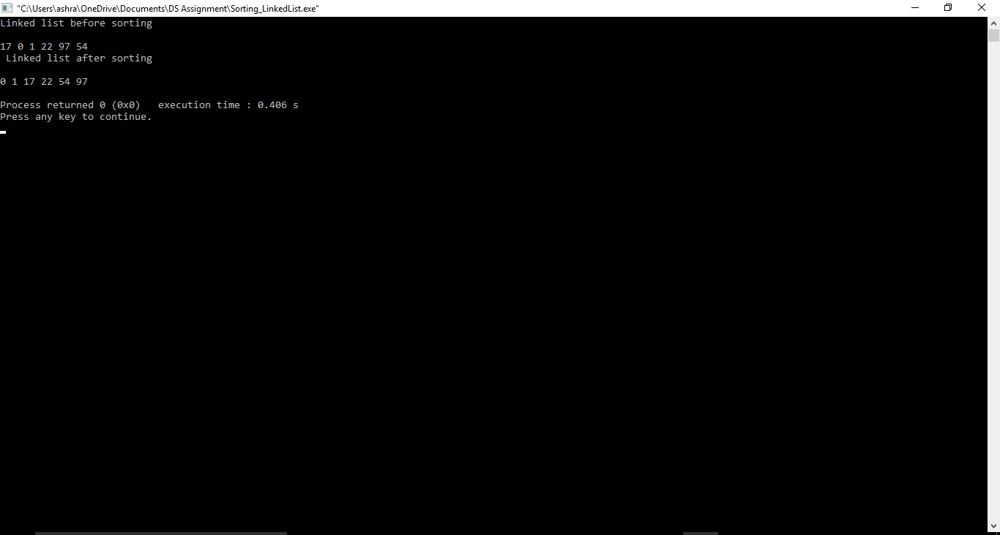 "C:\Users\ashra\OneDrive\Documents\DS Assignment\Sorting_LinkedList.exe"
Linked list before sorting
17 0 1 22 97 54
Linked list after sorting
0 1 17 22 54 97
Process returned 0 (0x0)   execution time : 0.406 s
Press any key to continue.